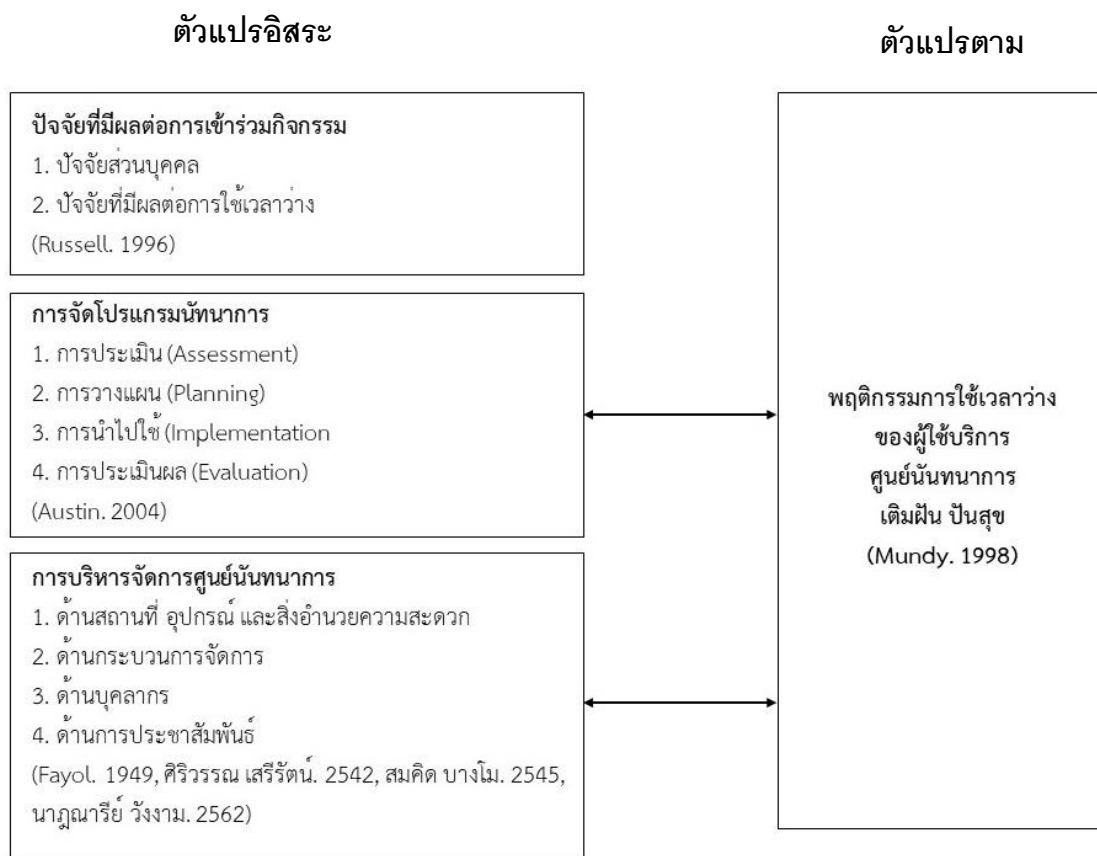 ตัวแปรอิสระ
ตัวแปรตาม
ปัจจัยที่มีผลต่อการเข้าร่วมกิจกรรม
1. ปัจจัยส่วนบุคคล
2. ปัจจัยที่มีผลต่อการใช้เวลาว่าง
(Russell. 1996)
การจัดโปรแกรมนัทนาการ
1. การประเมิน (Assessment)
2. การวางแผน (Planning)
3. การนำไปใช้ (Implementation
4. การประเมินผล (Evaluation)
(Austin. 2004)
การบริหารจัดการศูนย์นันทนาการ
1. ด้านสถานที่ อุปกรณ์ และสิ่งอำนวยความสะดวก
2. ด้านกระบวนการจัดการ
3. ด้านบุคลากร
4. ด้านการประชาสัมพันธ์
(Fayol. 1949, ศิริวรรณ เสรีรัตน์. 2542, สมคิด บางโม. 2545,
นาฏณารีย์ วังงาม. 2562)
พฤติกรรมการใช้เวลาว่าง
ของผู้ใช้บริการ
ศูนย์นันทนาการ
เติมฝัน ปันสุข
(Mundy. 1998)